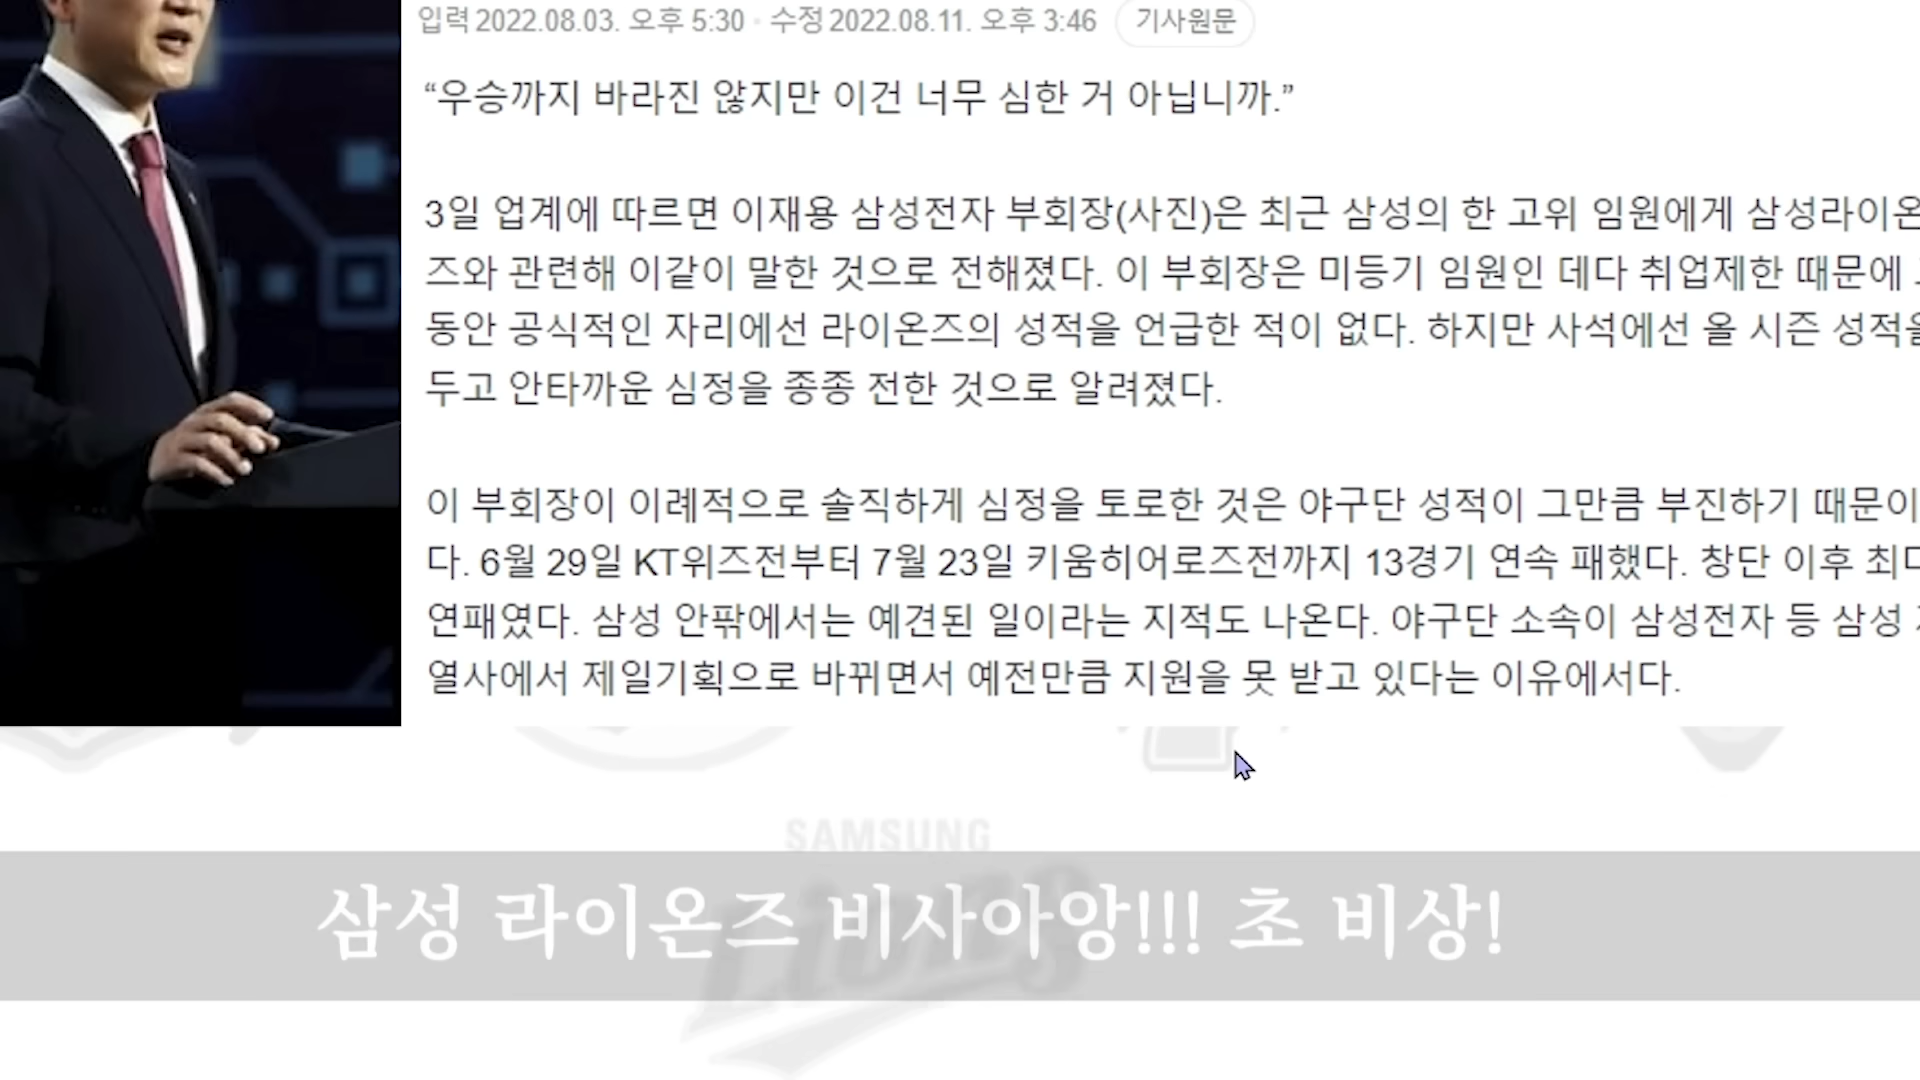 입력 2022.08.03. 오후 5:30 · 수정 2022.08.11. 오후 3:46 기사원문
“우승까지 바라진 않지만 이건 너무 심한 거 아닙니까.”
3일 업계에 따르면 이재용 삼성전자 부회장(사진)은 최근 삼성의 한 고위 임원에게 삼성라이온
즈와 관련해 이같이 말한 것으로 전해졌다. 이 부회장은 미등기 임원인 데다 취업제한 때문에
동안 공식적인 자리에선 라이온즈의 성적을 언급한 적이 없다. 하지만 사석에선 올 시즌 성적을
두고 안타까운 심정을 종종 전한 것으로 알려졌다.
이 부회장이 이례적으로 솔직하게 심정을 토로한 것은 야구단 성적이 그만큼 부진하기 때문이
다. 6월 29일 KT위즈전부터 7월 23일 키움히어로즈전까지 13경기 연속 패했다. 창단 이후 최다
연패였다. 삼성 안팎에서는 예견된 일이라는 지적도 나온다. 야구단 소속이 삼성전자 등 삼성
열사에서 제일기획으로 바뀌면서 예전만큼 지원을 못 받고 있다는 이유에서다.
SAMSUNG
Lions
삼성 라이온즈 비사아앙!!! 초 비상!